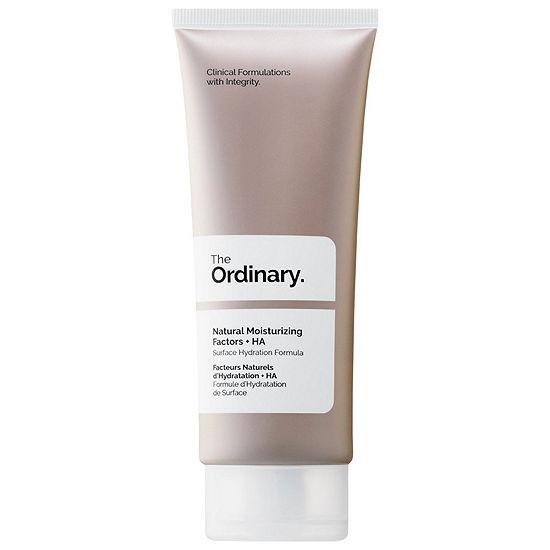 Clinical Formulations
with Integrity.
The
Ordinary.
Natural Moisturizing
Factors + HA
Surface Hydration Formula
Facteurs Naturels
d'Hydratation + HA
Formule d'Hydratation
de Surface